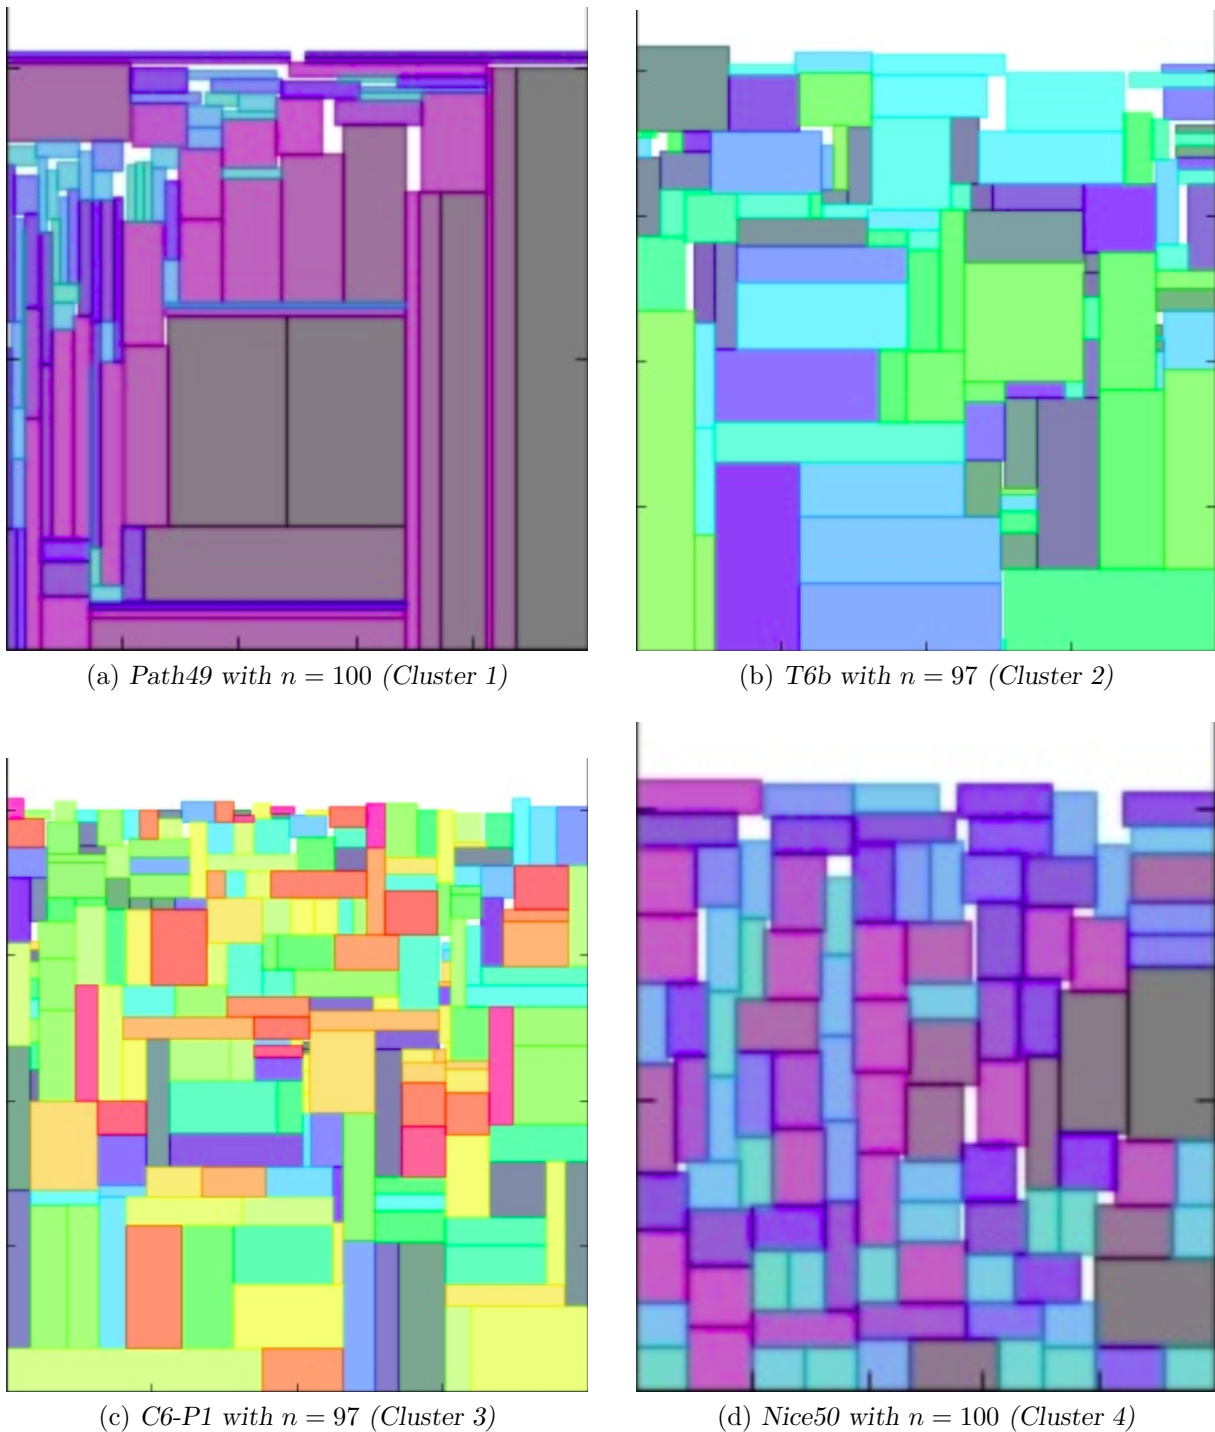 (a) Path49 with n = 100 (Cluster 1)
(b) T6b with n = 97 (Cluster 2)
(c) C6-P1 with n = 97 (Cluster 3)
(d) Nice50 with n = 100 (Cluster 4)